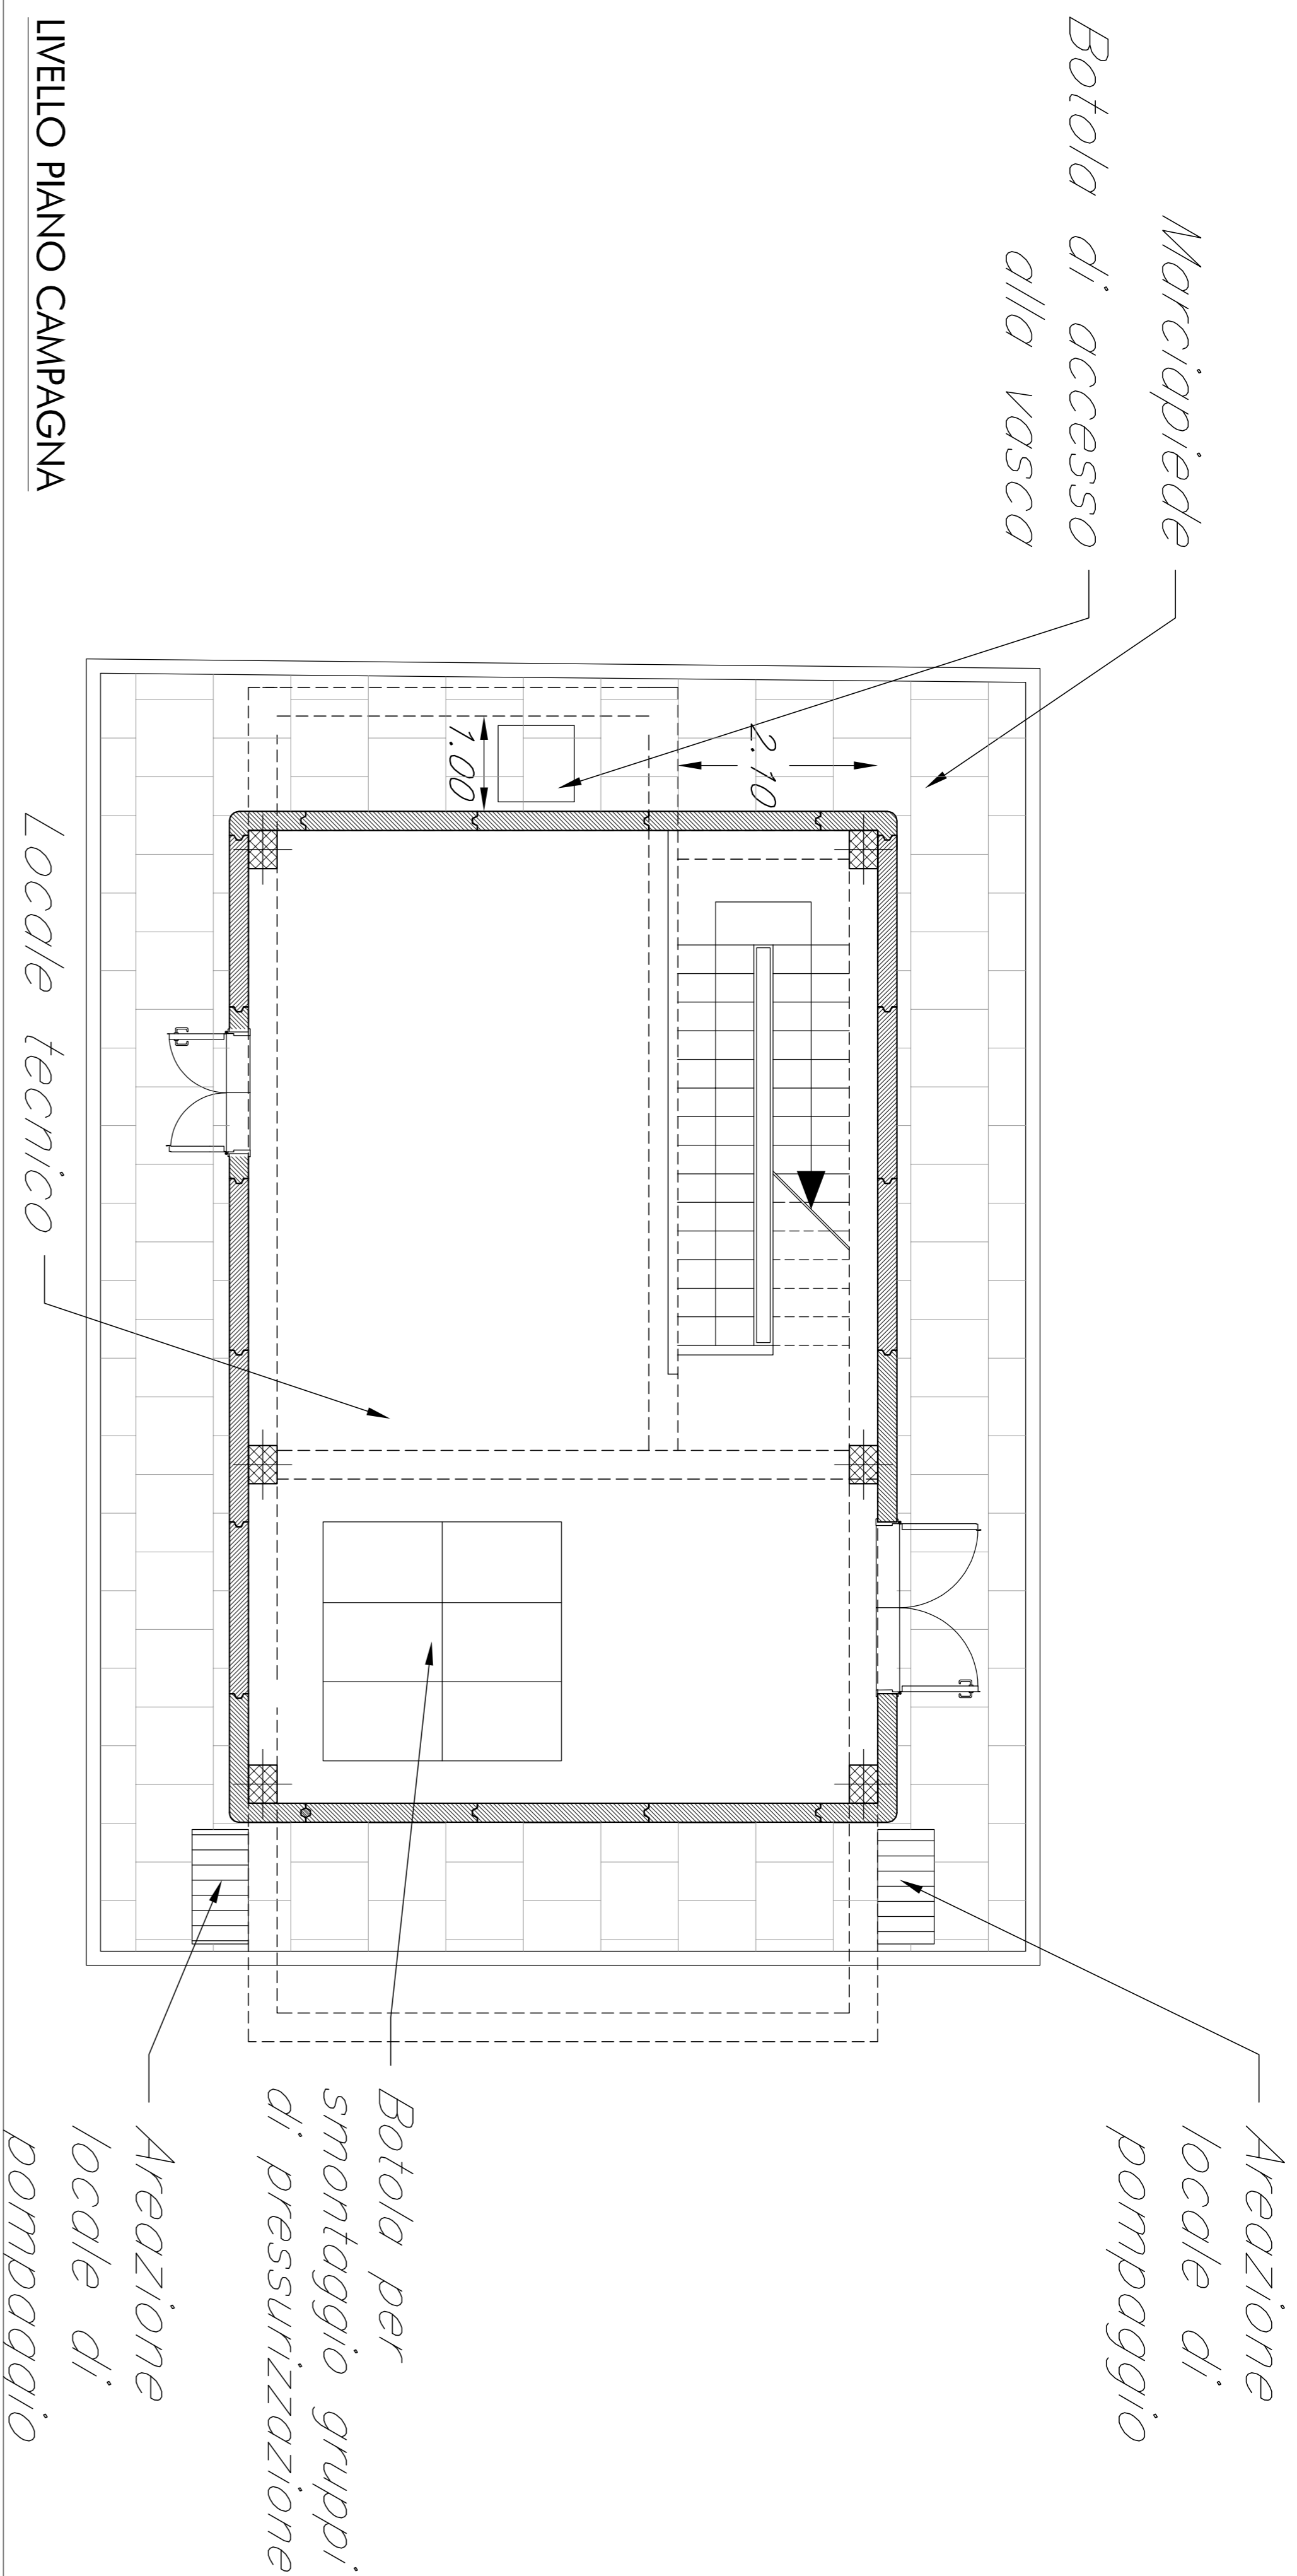 Areazione
locale di
pompaggio
Marciapiede
Botola di accesso
alla vasca
2.10
1.00
Botola per
smontaggio gruppi
di pressurizzazione
Areazione
locale di
pompaggio
Locale tecnico
LIVELLO PIANO CAMPAGNA